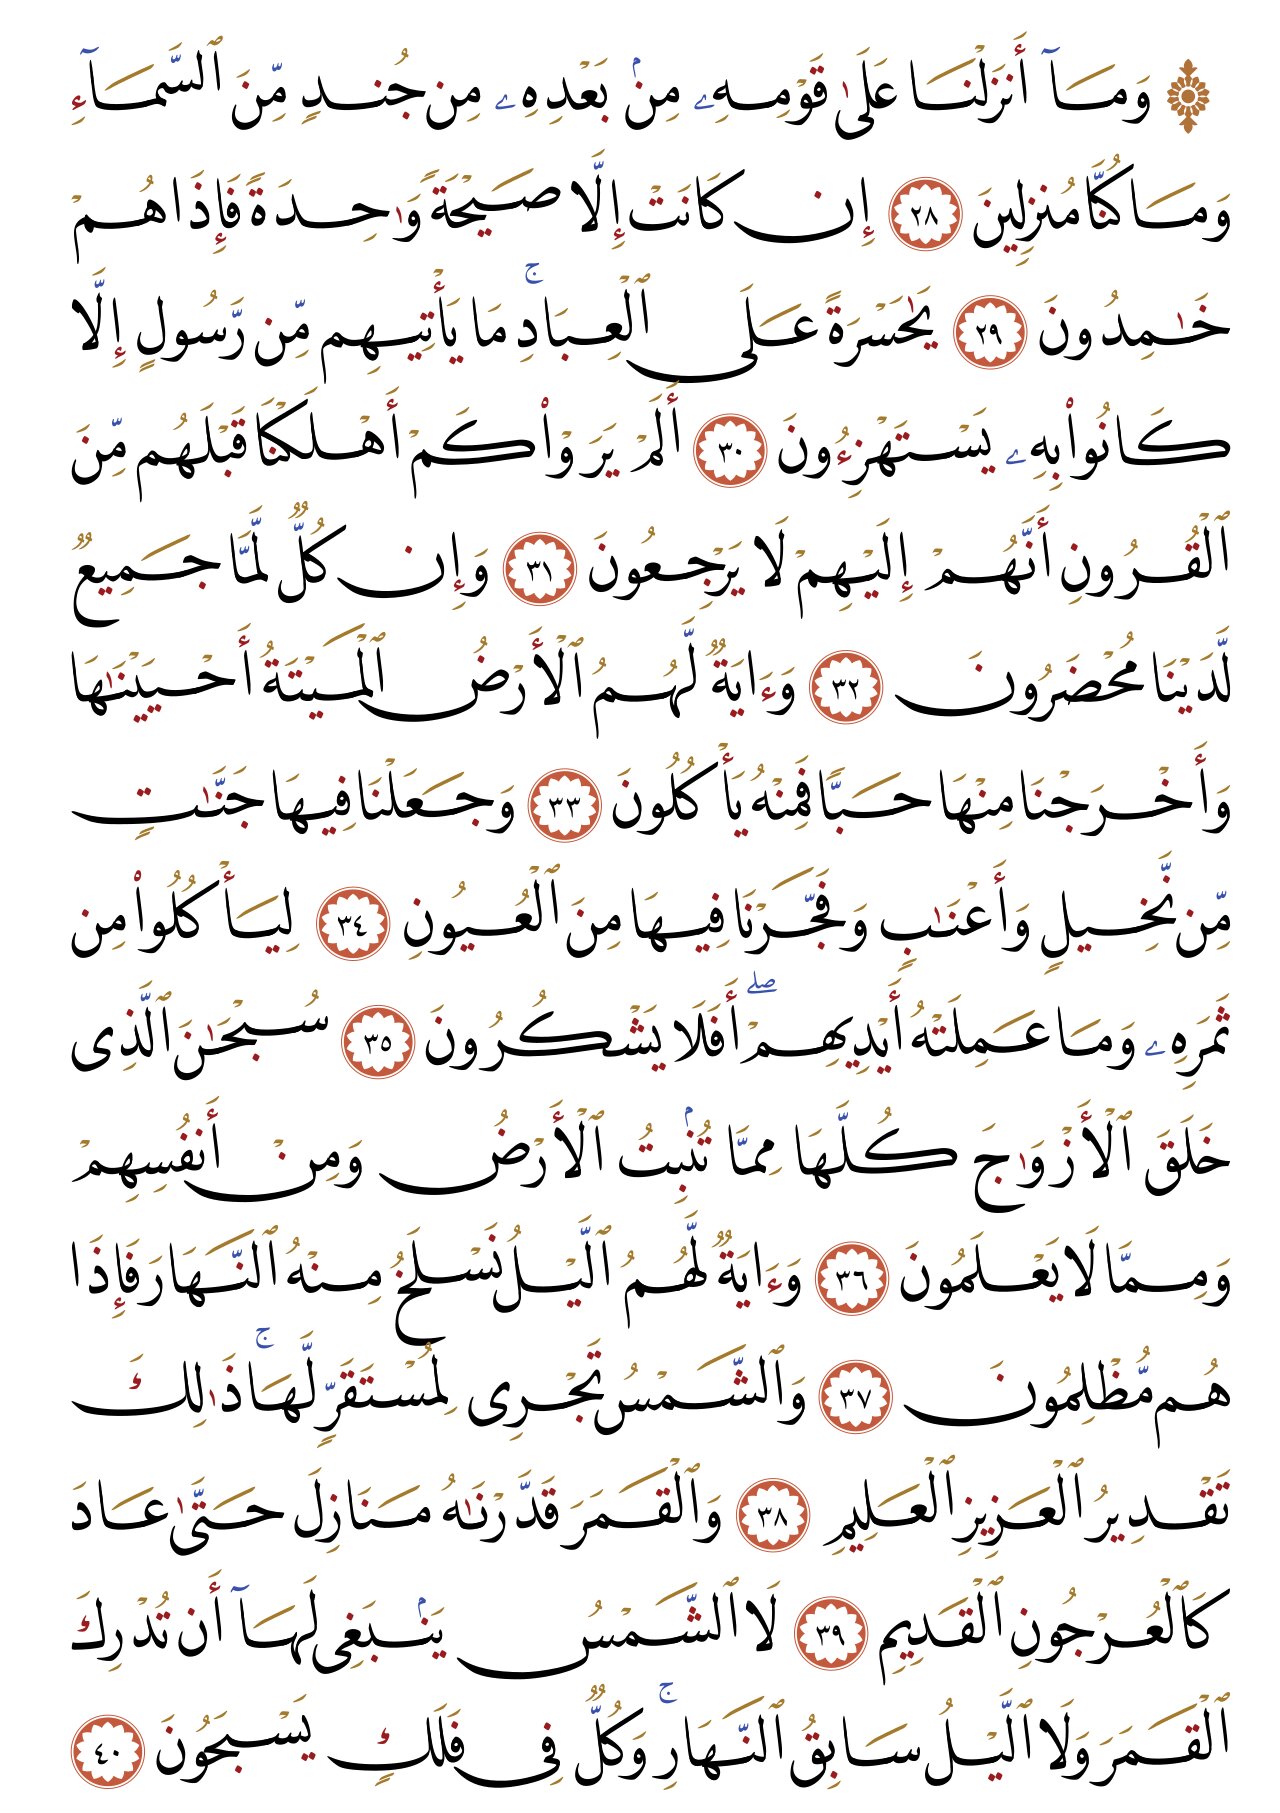 ۞ وَمَآ أَنزَلْنَا عَلَىٰ قَوْمِهِۦ مِنۢ بَعْدِهِۦ مِن جُندٍ مِّنَ ٱلسَّمَآءِ
وَمَا كُنَّا مُنزِلِينَ ٢٨ إِن كَانَتْ إِلَّا صَيْحَةً وَٰحِدَةً فَإِذَا هُمْ
خَٰمِدُونَ ٢٩ يَٰحَسْرَةً عَلَى ٱلْعِبَادِۚ مَا يَأْتِيهِم مِّن رَّسُولٍ إِلَّا
كَانُوا۟ بِهِۦ يَسْتَهْزِءُونَ ٣٠ أَلَمْ يَرَوْا۟ كَمْ أَهْلَكْنَا قَبْلَهُم مِّنَ
ٱلْقُرُونِ أَنَّهُمْ إِلَيْهِمْ لَا يَرْجِعُونَ ٣١ وَإِن كُلٌّ لَّمَّا جَمِيعٌ
لَّدَيْنَا مُحْضَرُونَ ٣٢ وَءَايَةٌ لَّهُمُ ٱلْأَرْضُ ٱلْمَيْتَةُ أَحْيَيْنَٰهَا
وَأَخْرَجْنَا مِنْهَا حَبًّا فَمِنْهُ يَأْكُلُونَ ٣٣ وَجَعَلْنَا فِيهَا جَنَّٰتٍ
مِّن نَّخِيلٍ وَأَعْنَٰبٍ وَفَجَّرْنَا فِيهَا مِنَ ٱلْعُيُونِ ٣٤ لِيَأْكُلُوا۟ مِن
ثَمَرِهِۦ وَمَا عَمِلَتْهُ أَيْدِيهِمْۖ أَفَلَا يَشْكُرُونَ ٣٥ سُبْحَٰنَ ٱلَّذِى
خَلَقَ ٱلْأَزْوَٰجَ كُلَّهَا مِمَّا تُنۢبِتُ ٱلْأَرْضُ وَمِنْ أَنفُسِهِمْ
وَمِمَّا لَا يَعْلَمُونَ ٣٦ وَءَايَةٌ لَّهُمُ ٱلَّيْلُ نَسْلَخُ مِنْهُ ٱلنَّهَارَ فَإِذَا
هُم مُّظْلِمُونَ ٣٧ وَٱلشَّمْسُ تَجْرِى لِمُسْتَقَرٍّ لَّهَاۚ ذَٰلِكَ
تَقْدِيرُ ٱلْعَزِيزِ ٱلْعَلِيمِ ٣٨ وَٱلْقَمَرَ قَدَّرْنَٰهُ مَنَازِلَ حَتَّىٰ عَادَ
كَٱلْعُرْجُونِ ٱلْقَدِيمِ ٣٩ لَا ٱلشَّمْسُ يَنۢبَغِى لَهَآ أَن تُدْرِكَ
ٱلْقَمَرَ وَلَا ٱلَّيْلُ سَابِقُ ٱلنَّهَارِۚ وَكُلٌّ فِى فَلَكٍ يَسْبَحُونَ ٤٠